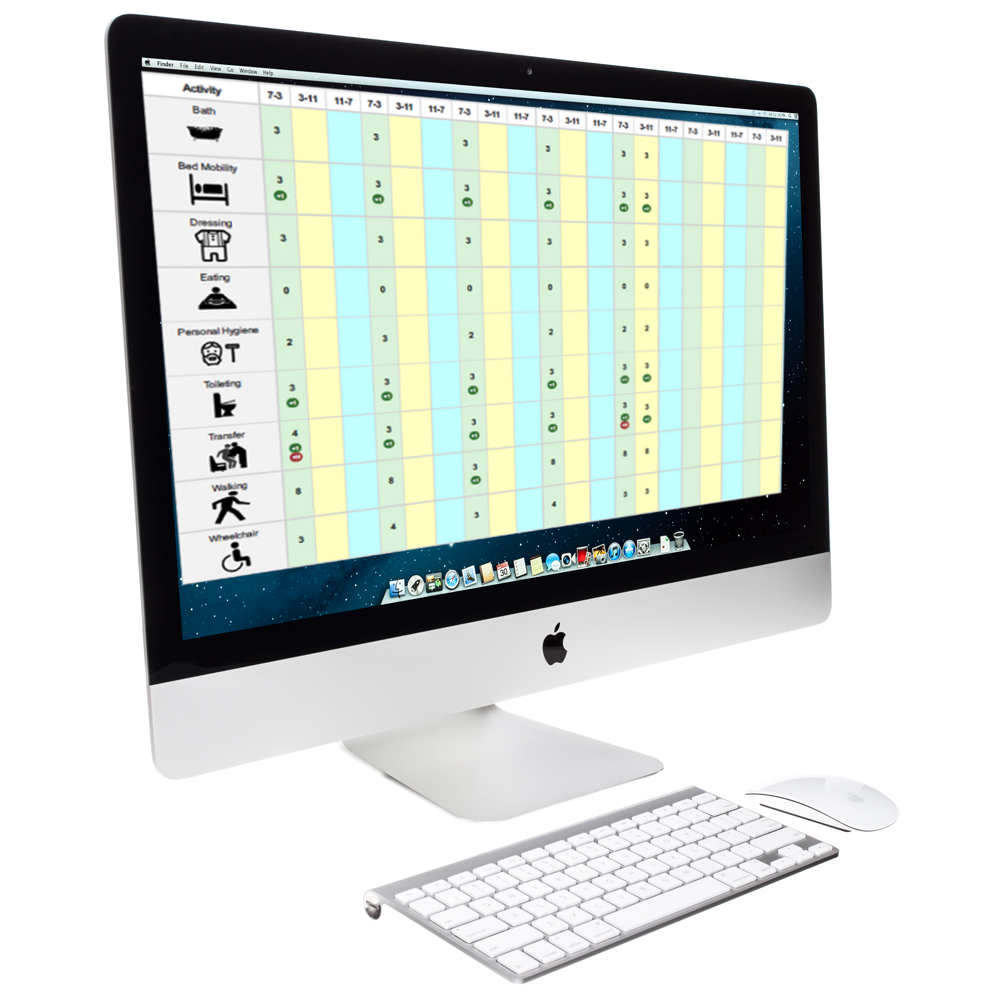 Finder File Edit View Go Window Help
Activity 7-3 3-11 11-7 7-3 3-11 11-7 7-3 3-11 11-7 7-3 3-11 11-7 7-3 3-11 11-7 7-3 3-11 11-7 7-3 3-11
Bath 3 3 3 3 3 3
Bed Mobility 3 3 3 3 3 3
Dressing 3 3 3 3 3 3
Eating 0 0 0 0 0 0
Personal Hygiene 2 3 2 2 2 2
Toileting 3 3 3 3 3 3
Transfer 4 3 3 3 3 3
Walking 8 8 3 8 8 8
Wheelchair 3 4 3 4 3 3
30